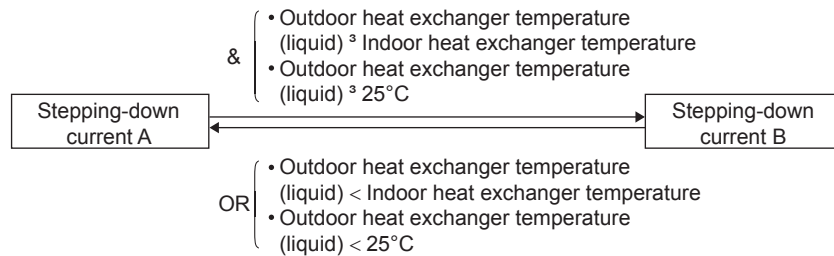 • Outdoor heat exchanger temperature
(liquid) ³ Indoor heat exchanger temperature
&
• Outdoor heat exchanger temperature
(liquid) ³ 25°C
Stepping-down
current A
Stepping-down
current B
• Outdoor heat exchanger temperature
(liquid) < Indoor heat exchanger temperature
OR
• Outdoor heat exchanger temperature
(liquid) < 25°C